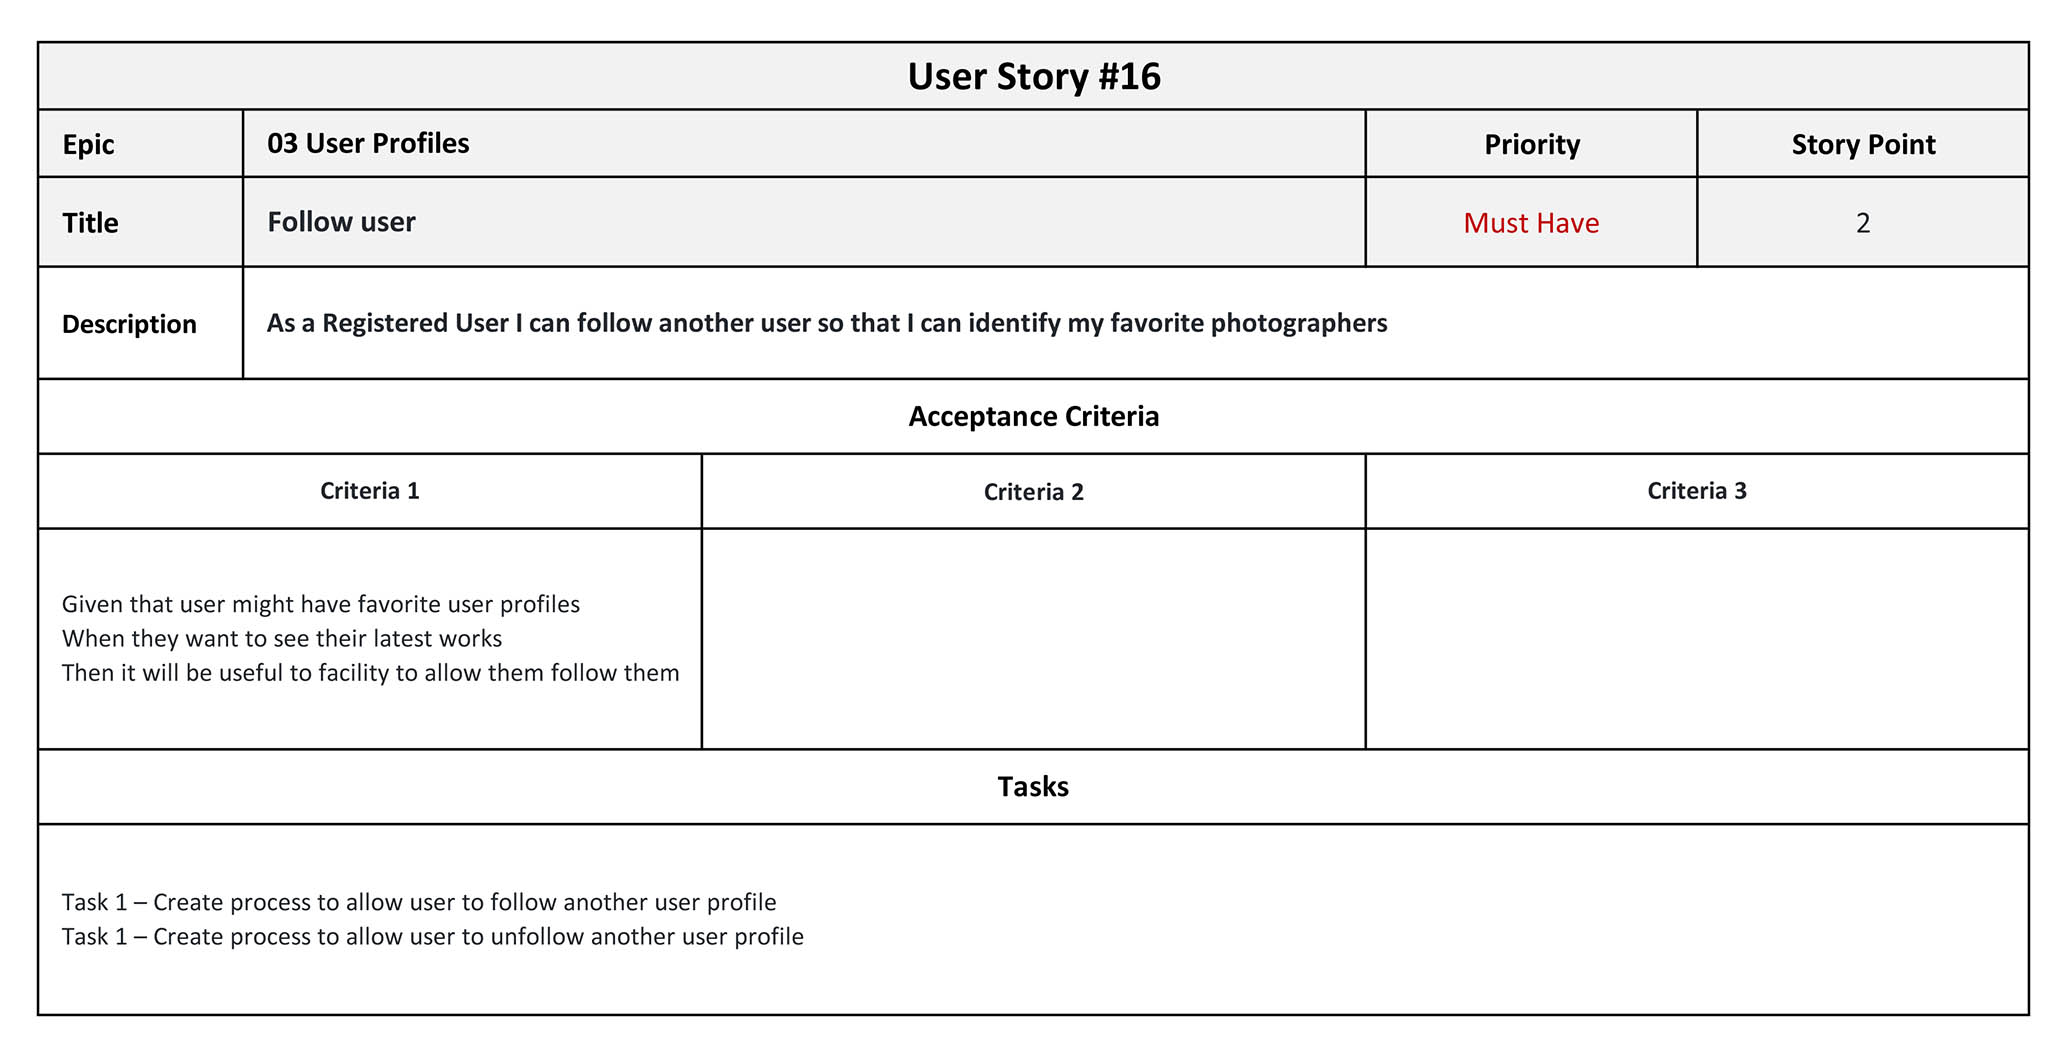 User Story #16
Epic
03 User Profiles
Priority
Story Point
Title
Follow user
Must Have
2
Description
As a Registered User I can follow another user so that I can identify my favorite photographers
Acceptance Criteria
Criteria 1
Criteria 2
Criteria 3
Given that user might have favorite user profiles
When they want to see their latest works
Then it will be useful to facility to allow them follow them
Tasks
Task 1 – Create process to allow user to follow another user profile
Task 1 – Create process to allow user to unfollow another user profile